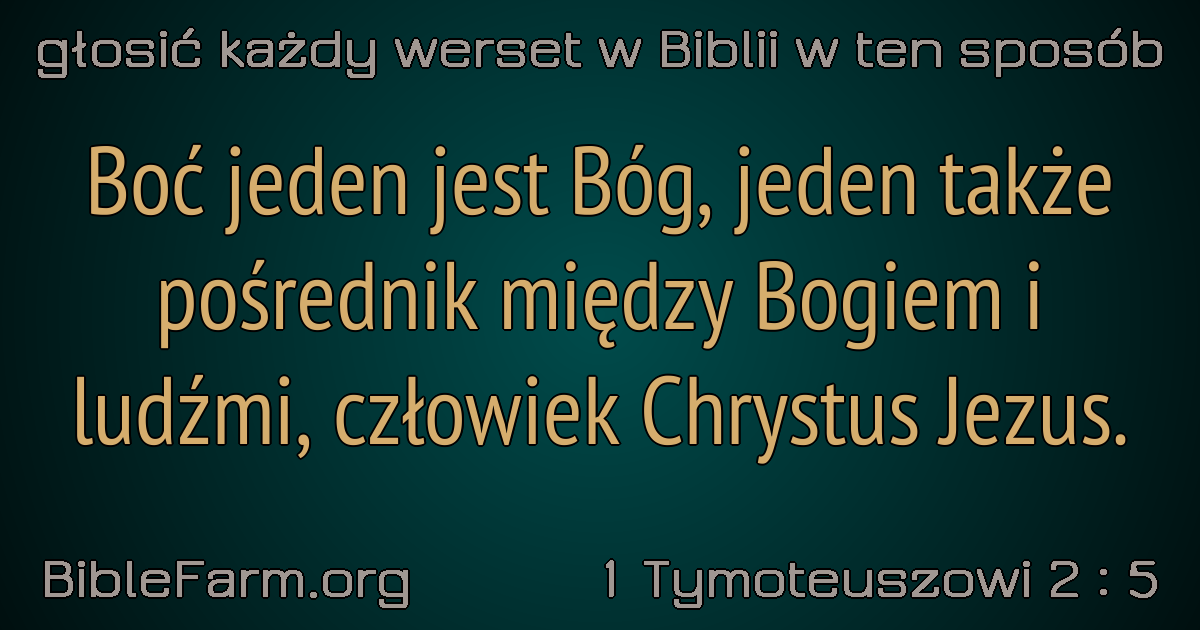 głosić każdy werset w Biblii w ten sposób
Boć jeden jest Bóg, jeden także
pośrednik między Bogiem i
ludźmi, człowiek Chrystus Jezus.
BibleFarm.org
1 Tymoteuszowi 2 : 5